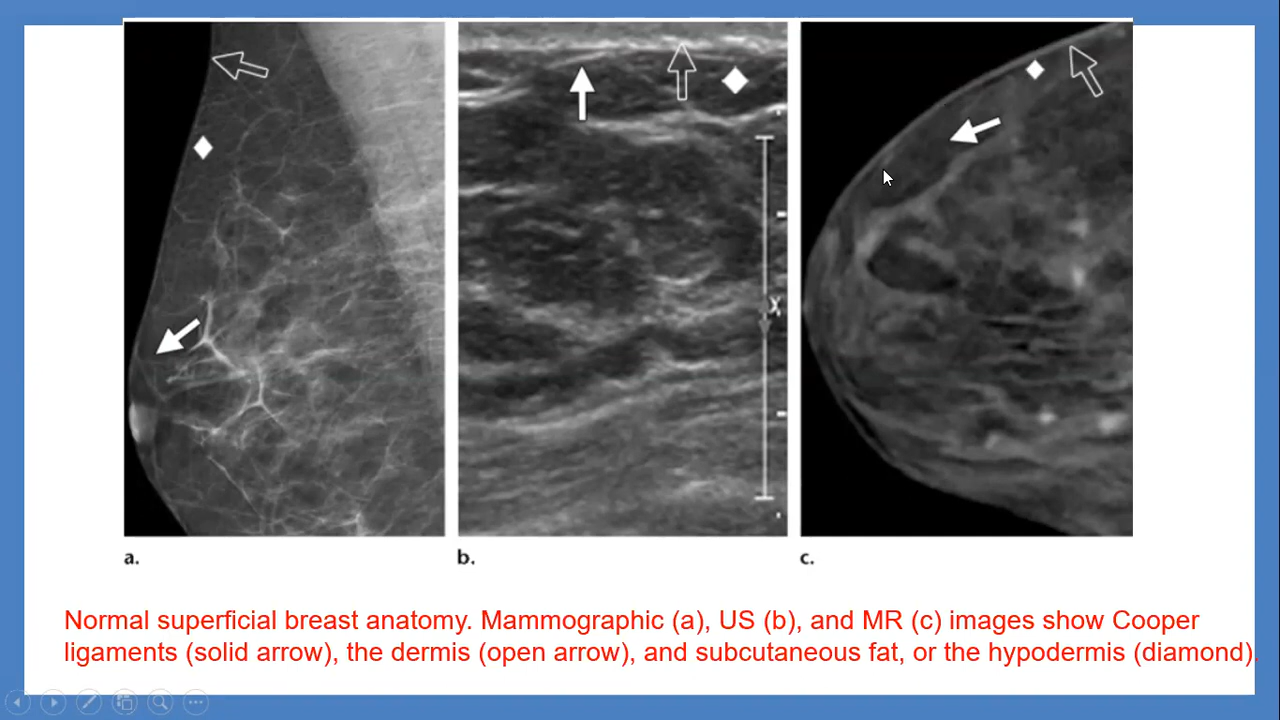 a.
b.
c.
Normal superficial breast anatomy. Mammographic (a), US (b), and MR (c) images show Cooper
ligaments (solid arrow), the dermis (open arrow), and subcutaneous fat, or the hypodermis (diamond).